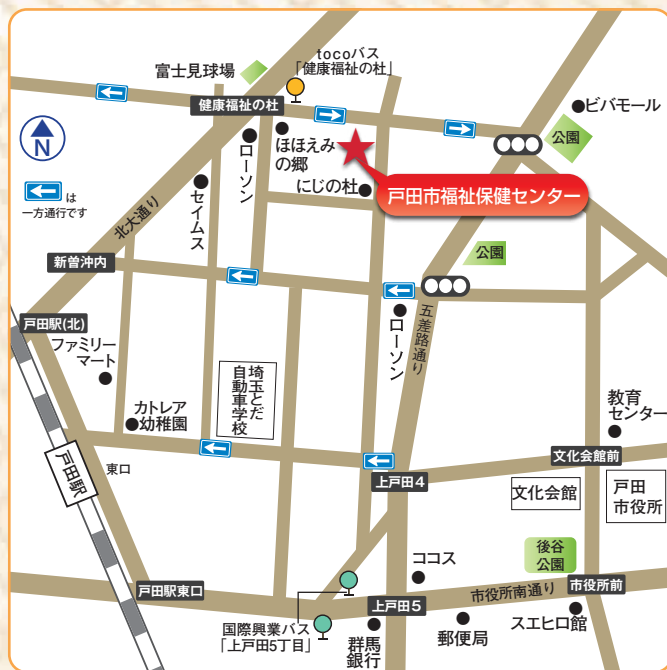 tocoバス
「健康福祉の杜」
富士見球場
ビバモール
健康福祉の杜
公園
N
ほほえみ
の郷
ローソン
にじの杜
戸田市福祉保健センター
は
一方通行です
セイムス
北大通り
公園
新曽沖内
五差路通り
戸田駅(北)
ローソン
ファミリー
マート
埼玉とだ
自動車学校
カトレア
幼稚園
教育
センター
東口
戸田駅
文化会館前
上戸田4
文化会館
戸田
市役所
後谷
公園
ココス
戸田駅東口
市役所南通り
市役所前
上戸田5
国際興業バス
「上戸田5丁目」
群馬
銀行
郵便局
スエヒロ館